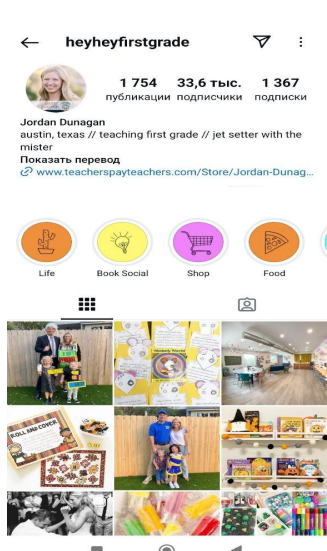 heyheyfirstgrade
1 754 33,6 тыс. 1 367
публикации подписчики подписки
Jordan Dunagan
austin, texas // teaching first grade // jet setter with the
mister
Показать перевод
www.teacherspayteachers.com/Store/Jordan-Dunag...
Life Book Social Shop Food
ROLL AND COVER